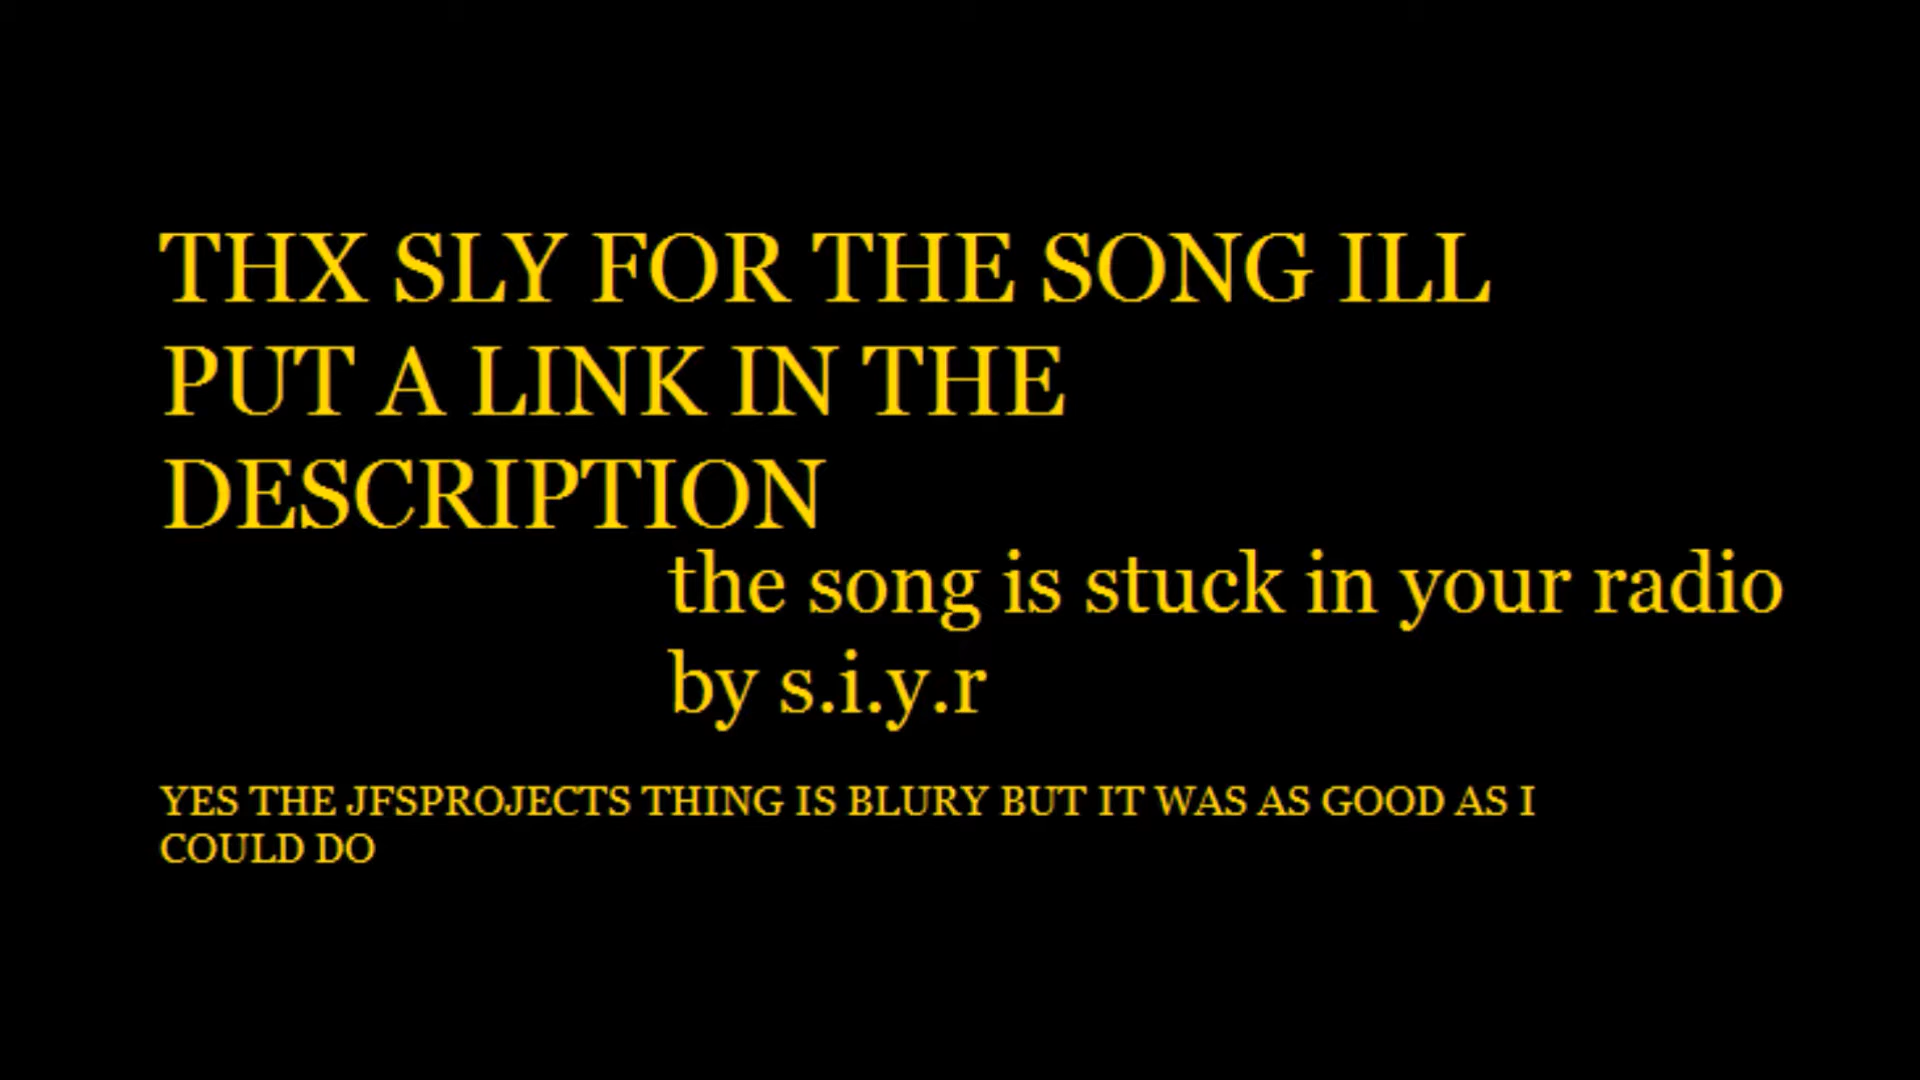 THX SLY FOR THE SONG ILL
PUT A LINK IN THE
DESCRIPTION
the song is stuck in your radio
by s.i.y.r
YES THE JFSPROJECTS THING IS BLURY BUT IT WAS AS GOOD AS I
COULD DO